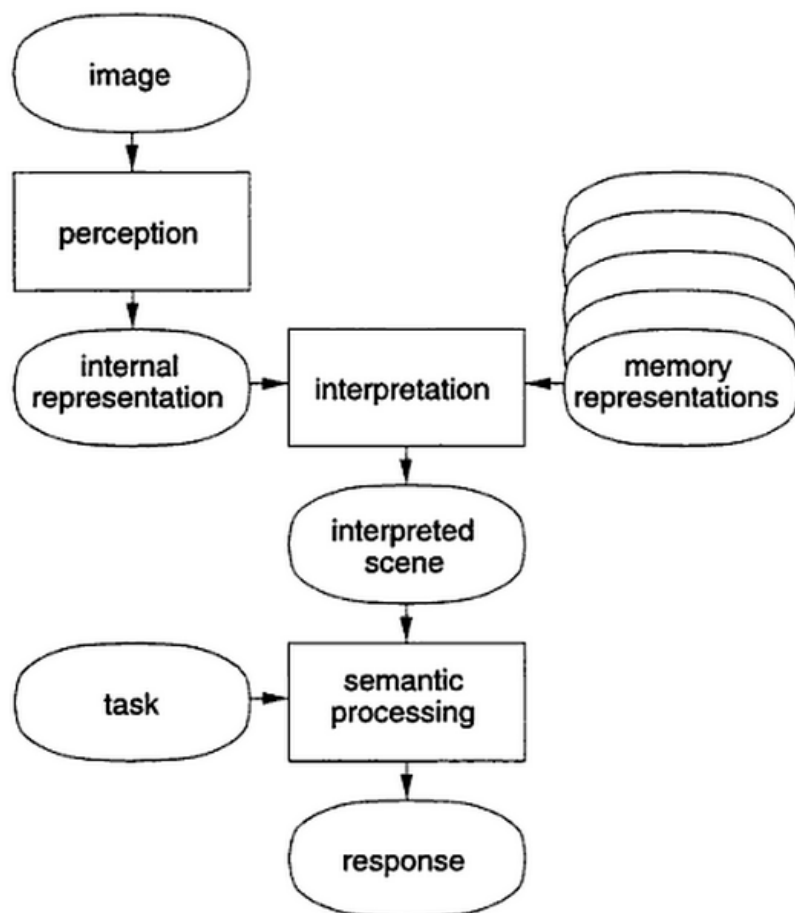 image
perception
internal
representation
interpretation
memory
representations
interpreted
scene
task
semantic
processing
response